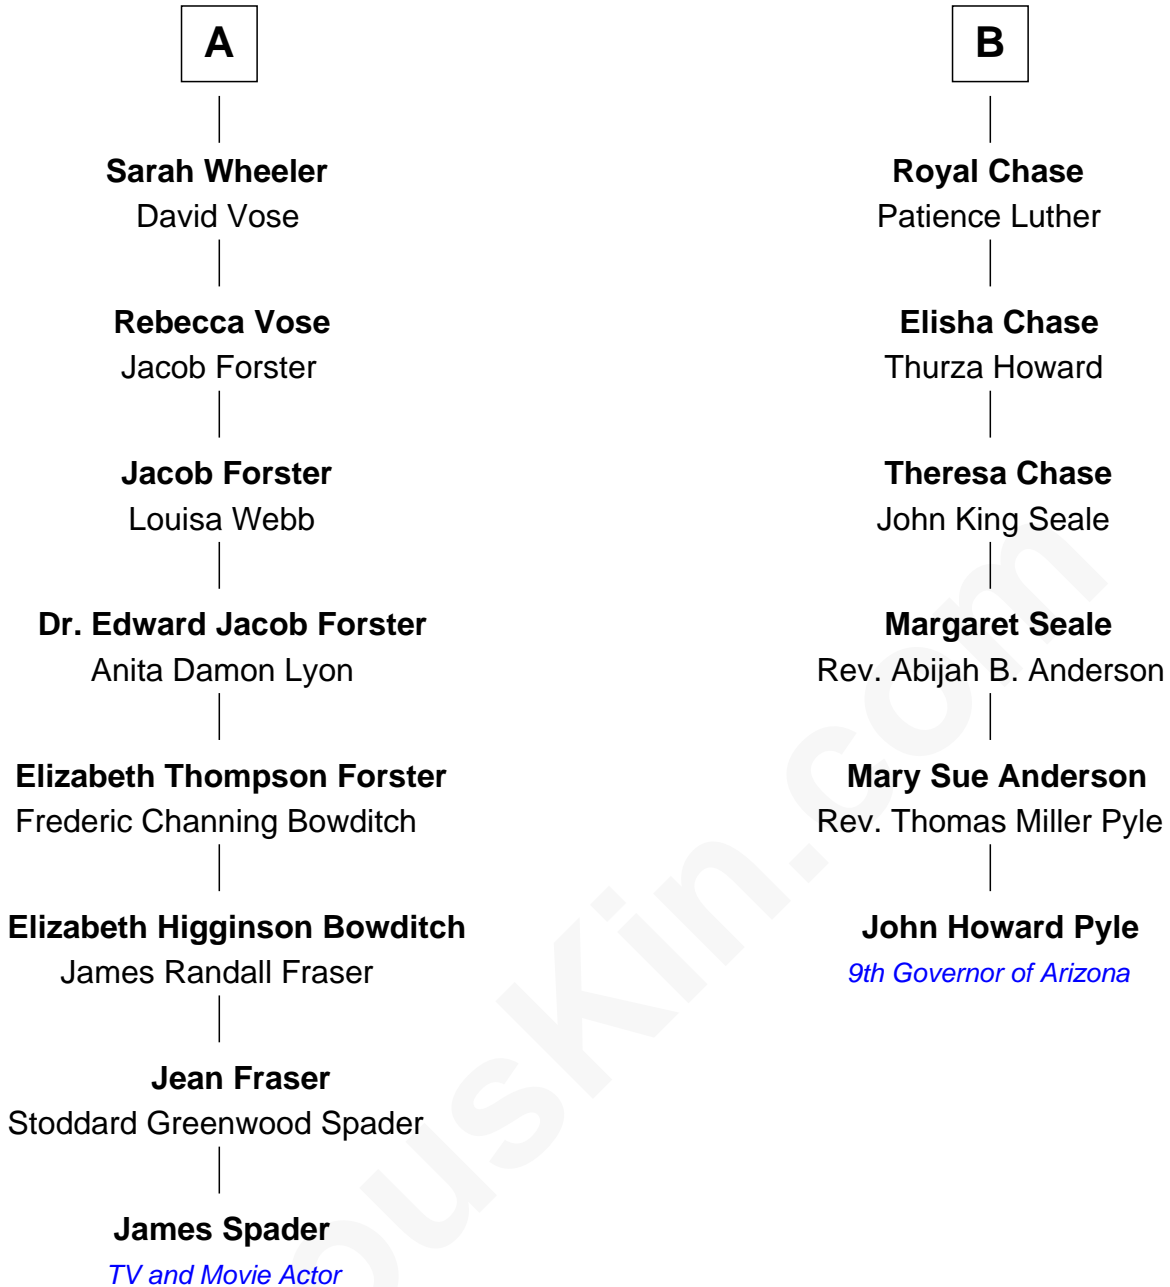 A
Sarah Wheeler
David Vose
Rebecca Vose
Jacob Forster
Jacob Forster
Louisa Webb
Dr. Edward Jacob Forster
Anita Damon Lyon
Elizabeth Thompson Forster
Frederic Channing Bowditch
Elizabeth Higginson Bowditch
James Randall Fraser
Jean Fraser
Stoddard Greenwood Spader
James Spader
TV and Movie Actor
B
Royal Chase
Patience Luther
Elisha Chase
Thurza Howard
Theresa Chase
John King Seale
Margaret Seale
Rev. Abijah B. Anderson
Mary Sue Anderson
Rev. Thomas Miller Pyle
John Howard Pyle
9th Governor of Arizona
ousKin.com